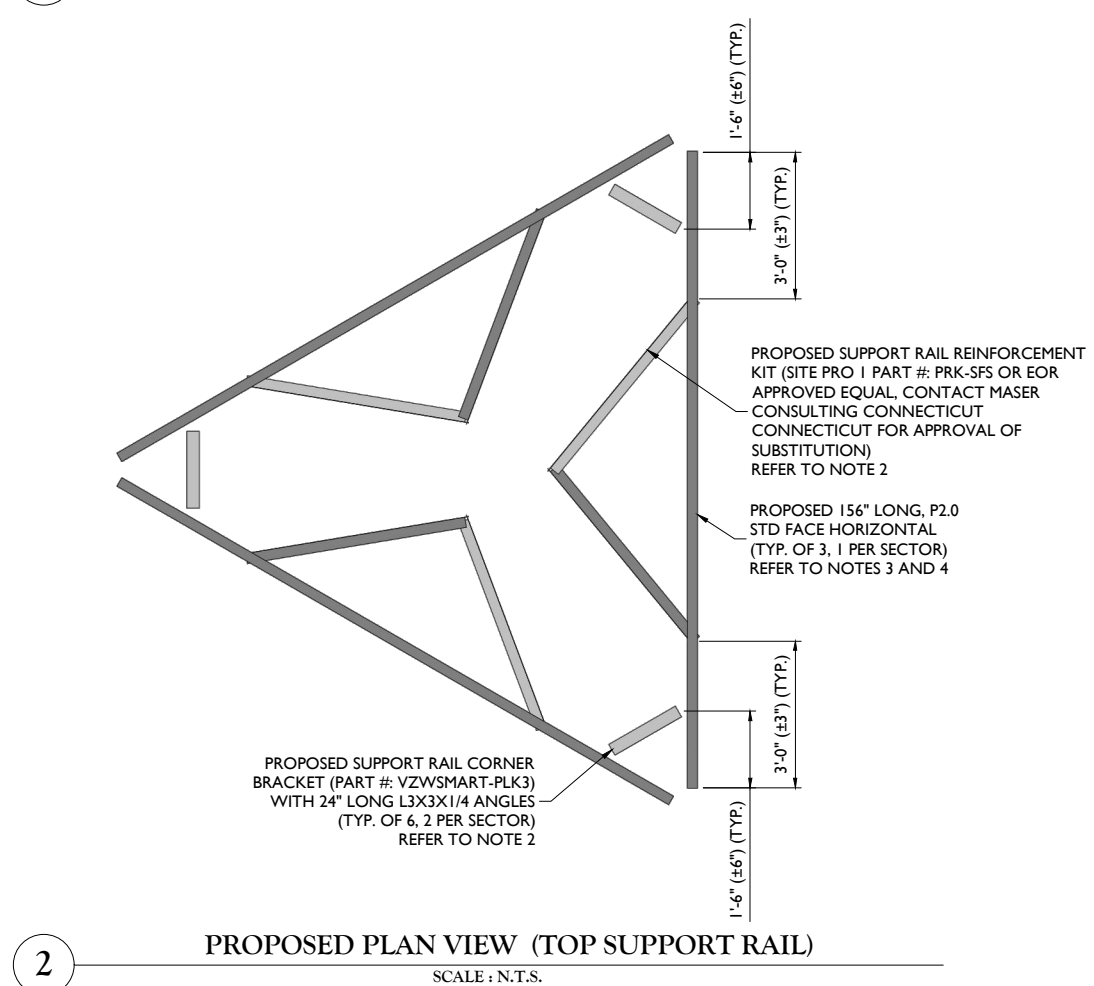 1'-6" (±6") (TYP.)
3'-0" (±3") (TYP.)
PROPOSED SUPPORT RAIL REINFORCEMENT
KIT (SITE PRO 1 PART #: PRK-SFS OR EOR
APPROVED EQUAL, CONTACT MASER
CONSULTING CONNECTICUT
CONNECTICUT FOR APPROVAL OF
SUBSTITUTION)
REFER TO NOTE 2
PROPOSED 156" LONG, P2.0
STD FACE HORIZONTAL
(TYP. OF 3, 1 PER SECTOR)
REFER TO NOTES 3 AND 4
3'-0" (±3") (TYP.)
1'-6" (±6") (TYP.)
PROPOSED SUPPORT RAIL CORNER
BRACKET (PART #: VZWSMART-PLK3)
WITH 24" LONG L3X3X1/4 ANGLES
(TYP. OF 6, 2 PER SECTOR)
REFER TO NOTE 2
2
PROPOSED PLAN VIEW (TOP SUPPORT RAIL)
SCALE : N.T.S.